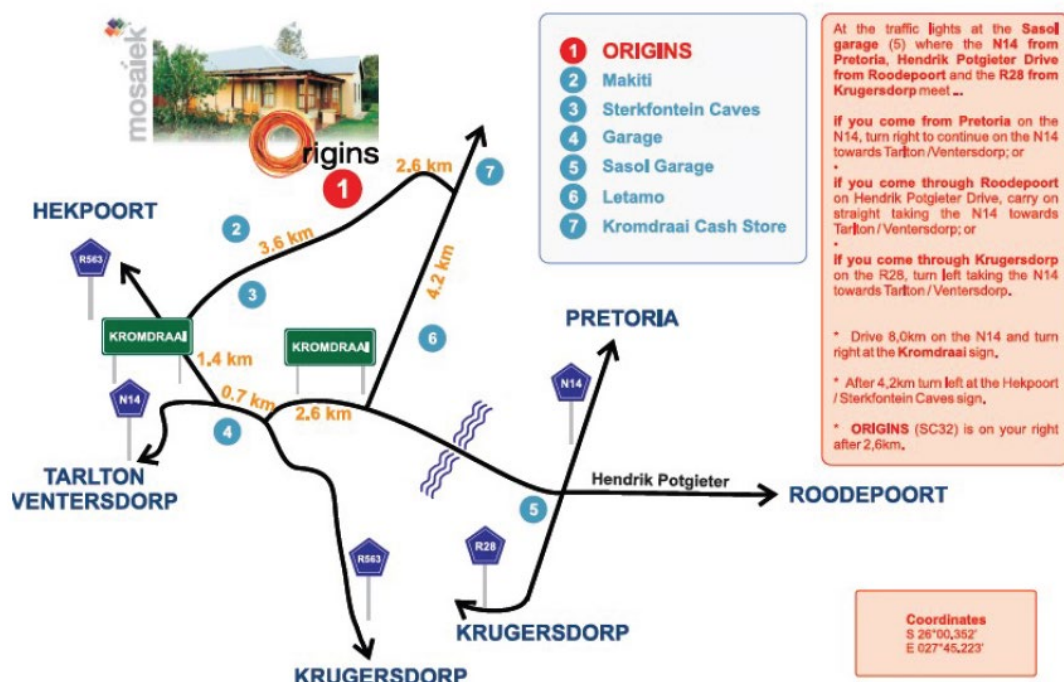 mosaïek
Origins
1
1 ORIGINS
2 Makiti
3 Sterkfontein Caves
4 Garage
5 Sasol Garage
6 Letamo
7 Kromdraai Cash Store
At the traffic lights at the Sasol
garage (5) where the N14 from
Pretoria, Hendrik Potgieter Drive
from Roodepoort and the R28 from
Krugersdorp meet ...
if you come from Pretoria on the
N14, turn right to continue on the N14
towards Tarlton /Ventersdorp; or
•
if you come through Roodepoort
on Hendrik Potgieter Drive, carry on
straight taking the N14 towards
Tarlton / Ventersdorp; or
•
if you come through Krugersdorp
on the R28, turn left taking the N14
towards Tarlton / Ventersdorp.
* Drive 8,0km on the N14 and turn
right at the Kromdraai sign.
* After 4,2km turn left at the Hekpoort
/ Sterkfontein Caves sign.
* ORIGINS (SC32) is on your right
after 2,6km.
2.6 km
7
HEKPOORT
2
3.6 km
R563
3
4.2 km
PRETORIA
KROMDRAAI
KROMDRAAI
6
1.4 km
N14
N14
0.7 km
2.6 km
4
TARLTON
VENTERSDORP
Hendrik Potgieter
ROODEPOORT
5
R563
R28
KRUGERSDORP
KRUGERSDORP
Coordinates
S 26°00.352'
E 027°45.223'